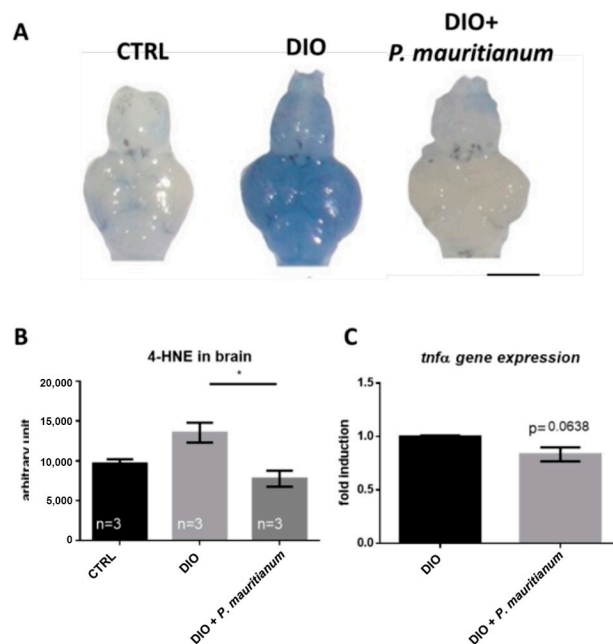 A
CTRL
DIO
DIO+
P. mauritianum
B
4-HNE in brain
*
20,000
15,000
10,000
5,000
0
arbitrary unit
n=3
n=3
n=3
CTRL
DIO
DIO + P. mauritianum
C
tnfα gene expression
1.5
1.0
0.5
0.0
fold induction
p=0.0638
DIO
DIO + P. mauritianum